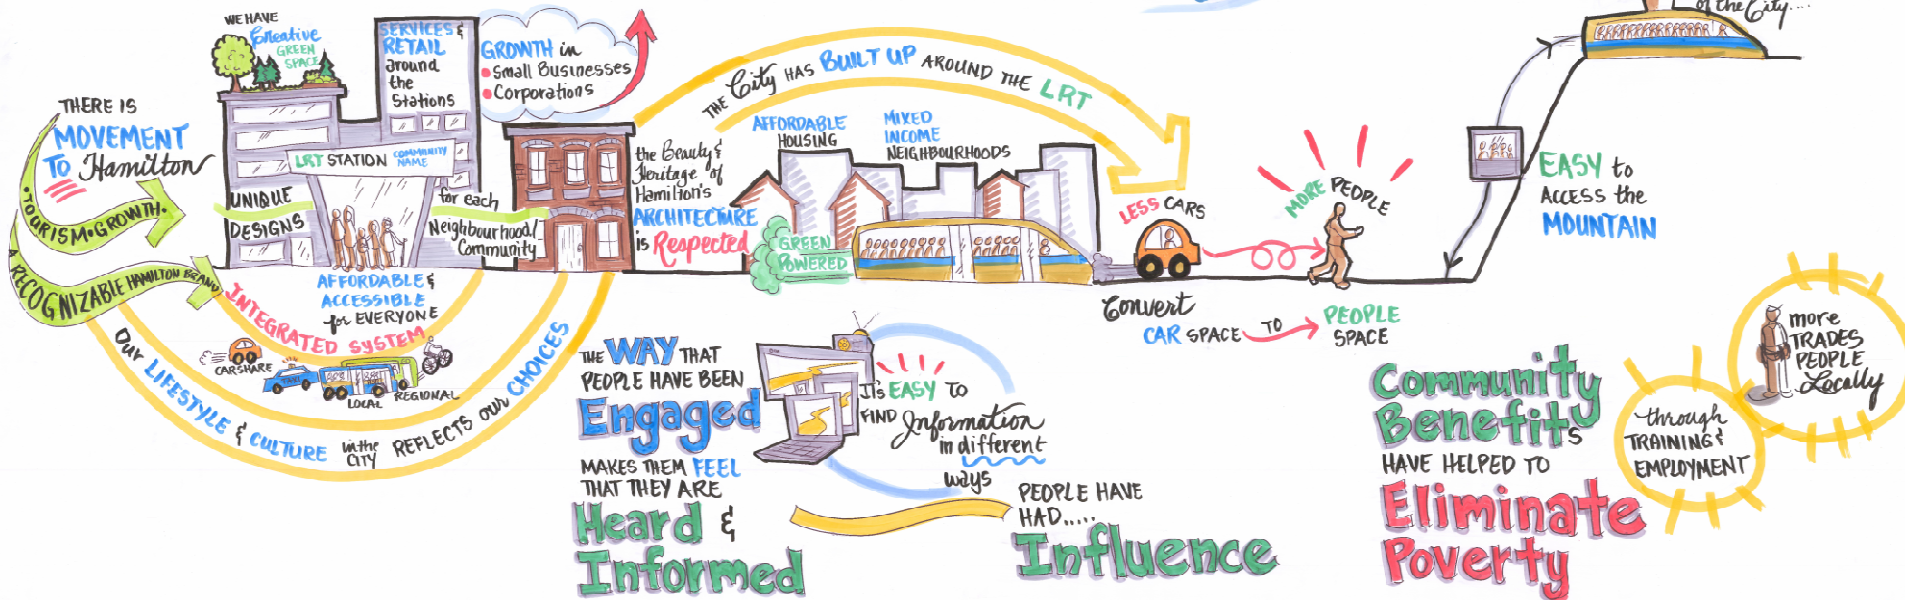 WE HAVE
Creative
GREEN
SPACE
SERVICES &
RETAIL
around
the
Stations
GROWTH in
• Small Businesses
• Corporations
THERE IS
MOVEMENT
TO Hamilton
• TOURISM • GROWTH •
A RECOGNIZABLE HAMILTON BRAND
LRT STATION
COMMUNITY
NAME
UNIQUE
DESIGNS
for each
Neighbourhood/
Community
AFFORDABLE &
ACCESSIBLE
for EVERYONE
INTEGRATED SYSTEM
CARSHARE
TAXI
LOCAL
REGIONAL
OUR LIFESTYLE & CULTURE in the CITY REFLECTS our CHOICES
the Beauty &
Heritage of
Hamilton's
ARCHITECTURE
is Respected
THE City HAS BUILT UP AROUND THE LRT
AFFORDABLE
HOUSING
MIXED
INCOME
NEIGHBOURHOODS
GREEN
POWERED
LESS CARS
MORE PEOPLE
Convert
CAR SPACE TO PEOPLE
SPACE
of the City....
EASY to
ACCESS the
MOUNTAIN
THE WAY THAT
PEOPLE HAVE BEEN
Engaged
MAKES THEM FEEL
THAT THEY ARE
Heard &
Informed
It's EASY TO
FIND Information
in different
ways
PEOPLE HAVE
HAD.....
Influence
Community
Benefits
HAVE HELPED TO
Eliminate
Poverty
through
TRAINING &
EMPLOYMENT
more
TRADES
PEOPLE
Locally